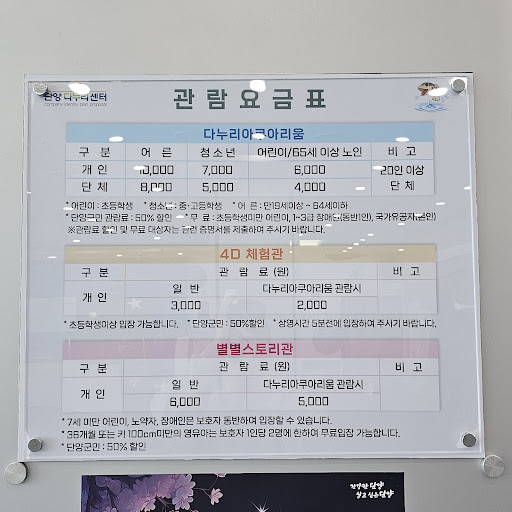 단양 다누리센터
관람요금표
다누리아쿠아리움
구 분 어 른 청소년 어린이/65세 이상 노인 비 고
개 인 10,000 7,000 6,000 20인 이상
단 체 8,000 5,000 4,000 단 체
* 어린이 : 초등학생 * 청소년 : 중·고등학생 * 어 른 : 만19세이상 ~ 64세이하
* 단양군민 관람료 : 50% 할인 * 무 료 : 초등학생미만 어린이, 1~3급 장애인(동반1인), 국가유공자(본인)
※관람료 할인 및 무료 대상자는 관련 증명서를 제출하여 주시기 바랍니다.
4D 체험관
구 분 관 람 료 (원) 비 고
개 인 일 반 다누리아쿠아리움 관람시
3,000 2,000
* 초등학생이상 입장 가능합니다. * 단양군민 : 50%할인 * 상영시간 5분전에 입장하여 주시기 바랍니다.
별별스토리관
구 분 관 람 료 (원) 비 고
개 인 일 반 다누리아쿠아리움 관람시
6,000 5,000
* 7세 미만 어린이, 노약자, 장애인은 보호자 동반하여 입장할 수 있습니다.
* 36개월 또는 키 100cm미만의 영유아는 보호자 1인당 2명에 한하여 무료입장 가능합니다.
* 단양군민 : 50% 할인
건강한 단양
살고 싶은 단양